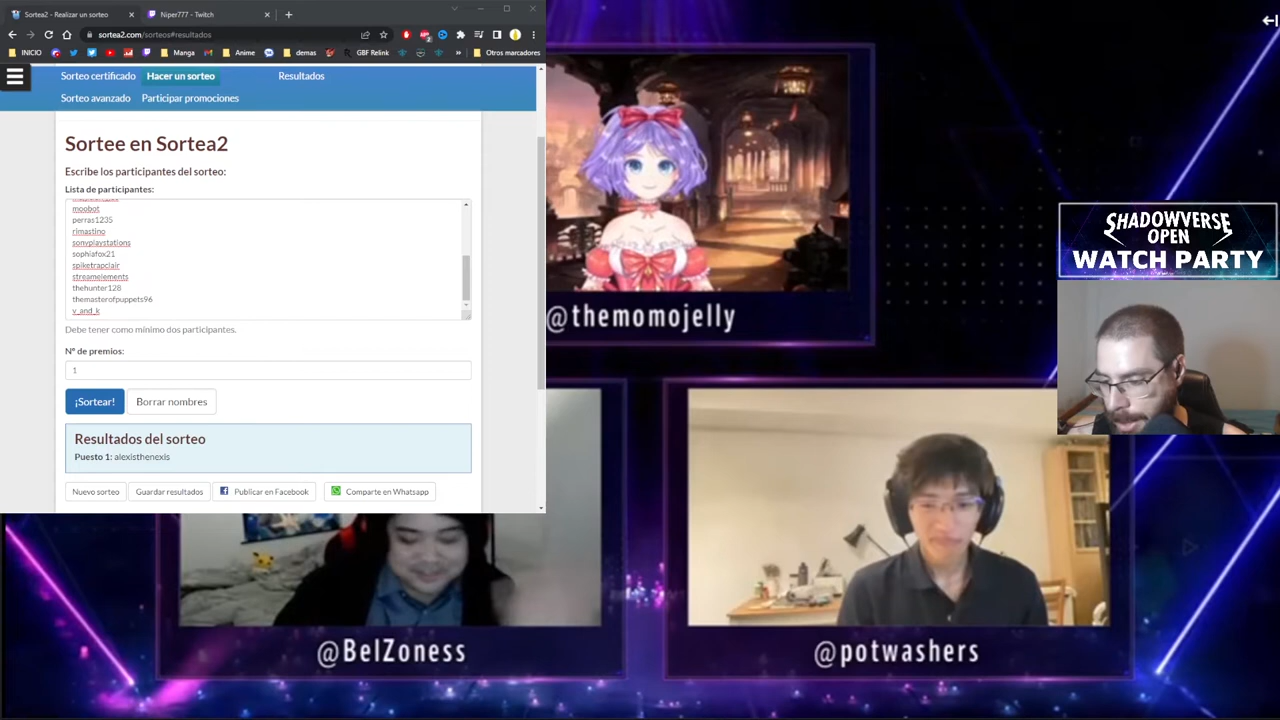 Sortea2 - Realizar un sorteo
Niper777 - Twitch
sortea2.com/sorteos#resultados
INICIO
Manga
Anime
demas
GBF Relink
Otros marcadores
Sorteo certificado
Hacer un sorteo
Resultados
Sorteo avanzado
Participar promociones
Sortee en Sortea2
Escribe los participantes del sorteo:
Lista de participantes:
moobot
perras1235
rimastino
sonyplaystations
sophiafox21
spiketrapclair
streamelements
thehunter128
themasterofpuppets96
v_and_k
Debe tener como mínimo dos participantes.
Nº de premios:
1
¡Sortear!
Borrar nombres
Resultados del sorteo
Puesto 1: alexisthenexis
Nuevo sorteo
Guardar resultados
Publicar en Facebook
Comparte en Whatsapp
@themomojelly
SHADOWVERSE
OPEN
WATCH PARTY
@BelZoness
@potwashers